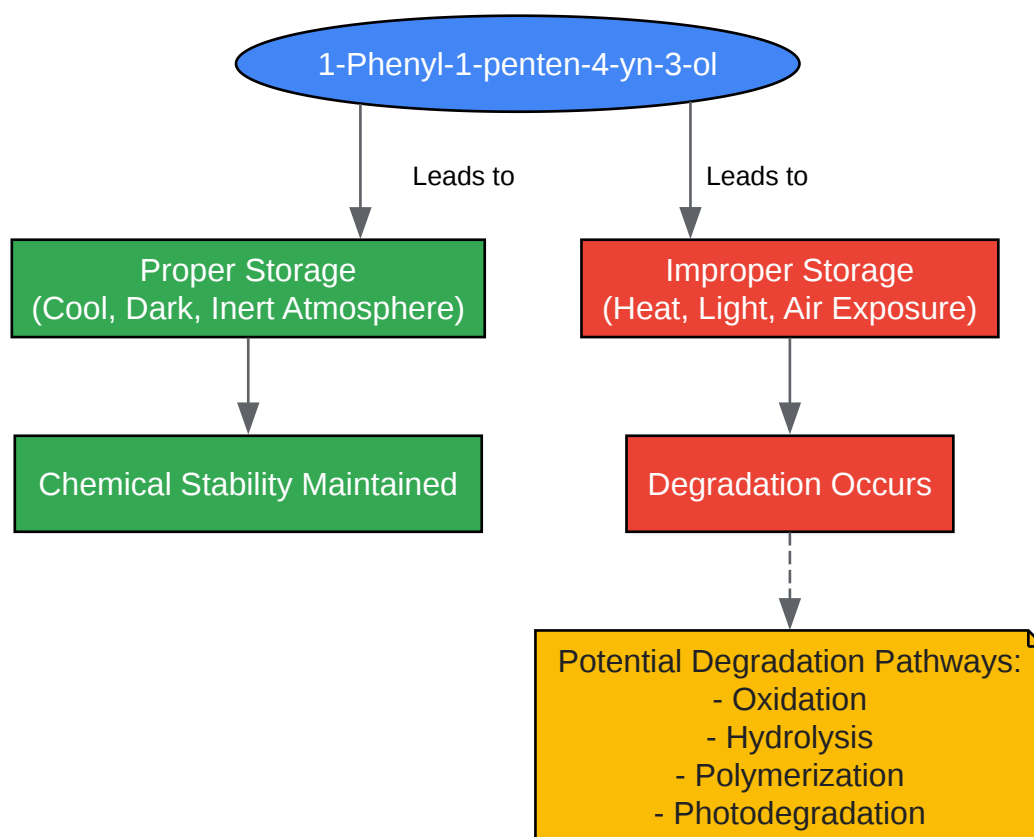 1-Phenyl-1-penten-4-yn-3-ol
Leads to
Leads to
Proper Storage
(Cool, Dark, Inert Atmosphere)
Improper Storage
(Heat, Light, Air Exposure)
Chemical Stability Maintained
Degradation Occurs
Potential Degradation Pathways:
- Oxidation
- Hydrolysis
- Polymerization
- Photodegradation